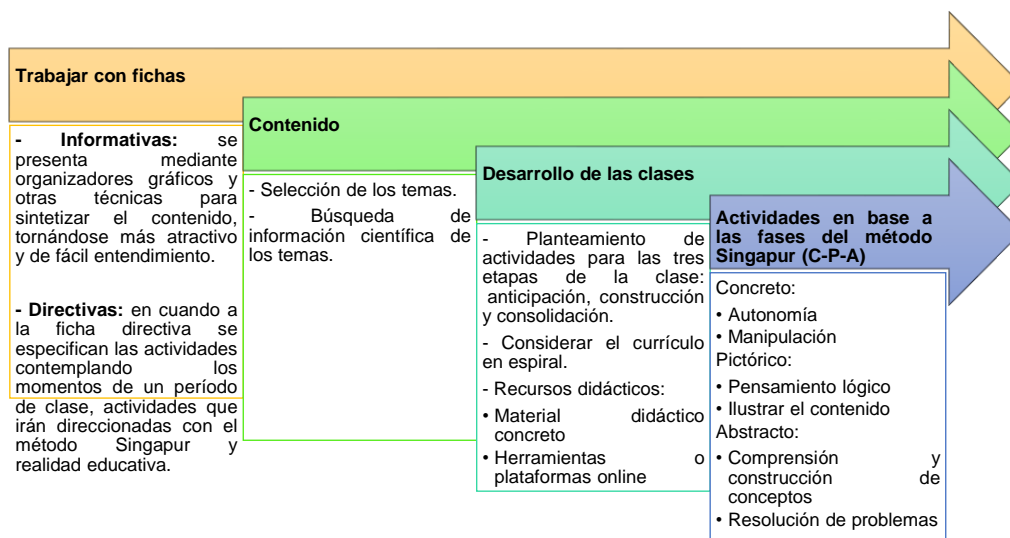 Trabajar con fichas
- Informativas: se
presenta mediante
organizadores gráficos y
otras técnicas para
sintetizar el contenido,
tornándose más atractivo
y de fácil entendimiento.
- Directivas: en cuando a
la ficha directiva se
especifican las actividades
contemplando los
momentos de un período
de clase, actividades que
irán direccionadas con el
método Singapur y
realidad educativa.
Contenido
- Selección de los temas.
- Búsqueda de
información científica de
los temas.
Desarrollo de las clases
- Planteamiento de
actividades para las tres
etapas de la clase:
anticipación, construcción
y consolidación.
- Considerar el currículo
en espiral.
- Recursos didácticos:
• Material didáctico
concreto
• Herramientas o
plataformas online
Actividades en base a
las fases del método
Singapur (C-P-A)
Concreto:
• Autonomía
• Manipulación
Pictórico:
• Pensamiento lógico
• Ilustrar el contenido
Abstracto:
• Comprensión y
construcción de
conceptos
• Resolución de problemas